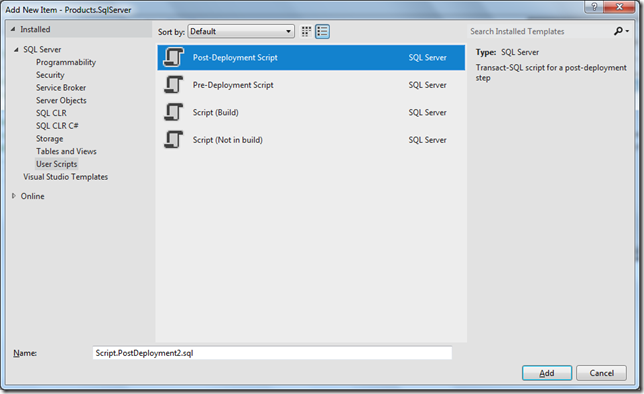 Add New Item - Products.SqlServer
Installed
Sort by: Default
Search Installed Templates
SQL Server
Programmability
Security
Service Broker
Server Objects
SQL CLR
SQL CLR C#
Storage
Tables and Views
User Scripts
Visual Studio Templates
Online
Post-Deployment Script SQL Server
Pre-Deployment Script SQL Server
Script (Build) SQL Server
Script (Not in build) SQL Server
Type: SQL Server
Transact-SQL script for a post-deployment
step
Name: Script.PostDeployment2.sql
Add Cancel